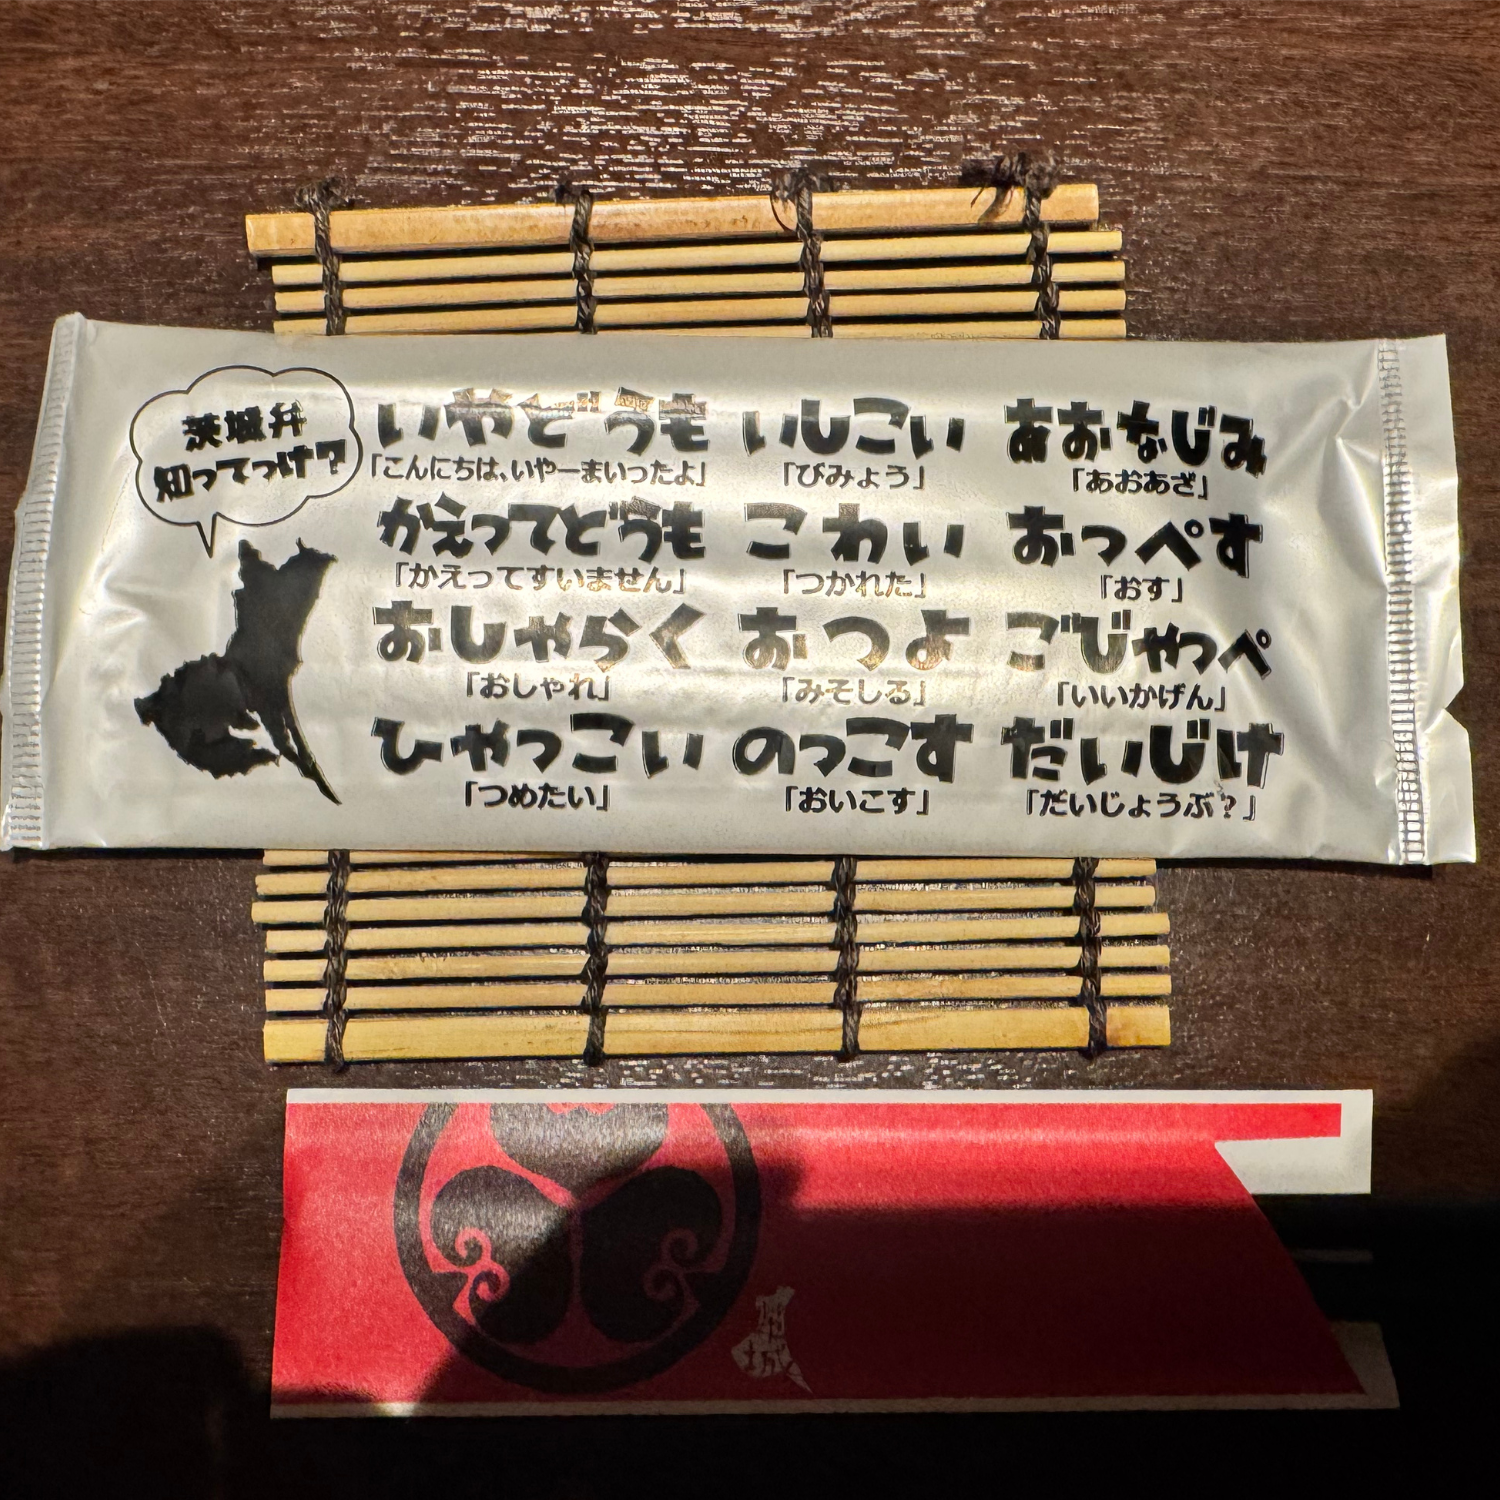 茨城弁
知ってっけ?
いやどうも いしこい あおなじみ
「こんにちは、いやーまいったよ」 「びみょう」 「あおあざ」
かえってどうも こわい おっぺす
「かえってすいません」 「つかれた」 「おす」
おしゃらく おつよ ごじゃっぺ
「おしゃれ」 「みそしる」 「いいかげん」
ひゃっこい のっこす だいじけ
「つめたい」 「おいこす」 「だいじょうぶ?」